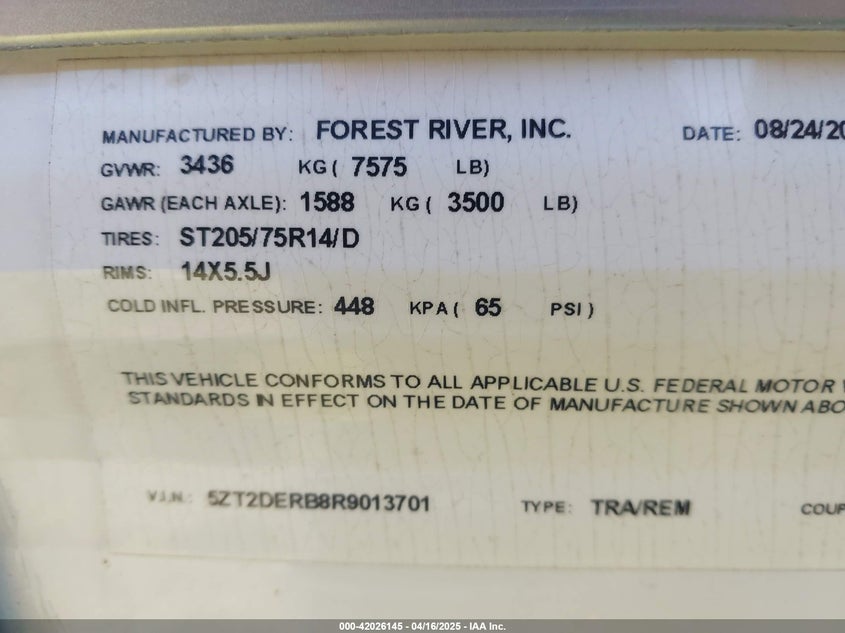 MANUFACTURED BY: FOREST RIVER, INC. DATE: 08/24/20
GVWR: 3436 KG ( 7575 LB)
GAWR (EACH AXLE): 1588 KG ( 3500 LB)
TIRES: ST205/75R14/D
RIMS: 14X5.5J
COLD INFL. PRESSURE: 448 KPA ( 65 PSI )
THIS VEHICLE CONFORMS TO ALL APPLICABLE U.S. FEDERAL MOTOR V
STANDARDS IN EFFECT ON THE DATE OF MANUFACTURE SHOWN ABO
V.I.N.: 5ZT2DERB8R9013701 TYPE: TRA/REM COUP
000-42026145 - 04/16/2025 - IAA Inc.